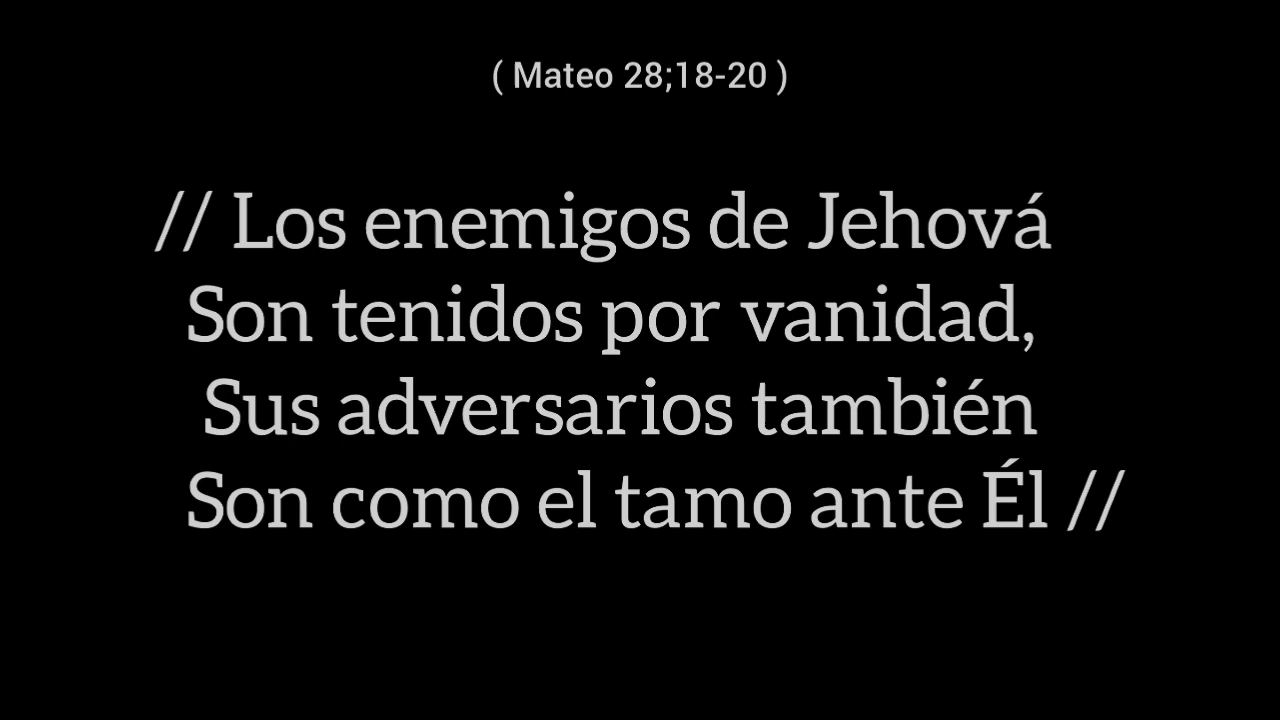 ( Mateo 28;18-20 )
// Los enemigos de Jehová
Son tenidos por vanidad,
Sus adversarios también
Son como el tamo ante Él //